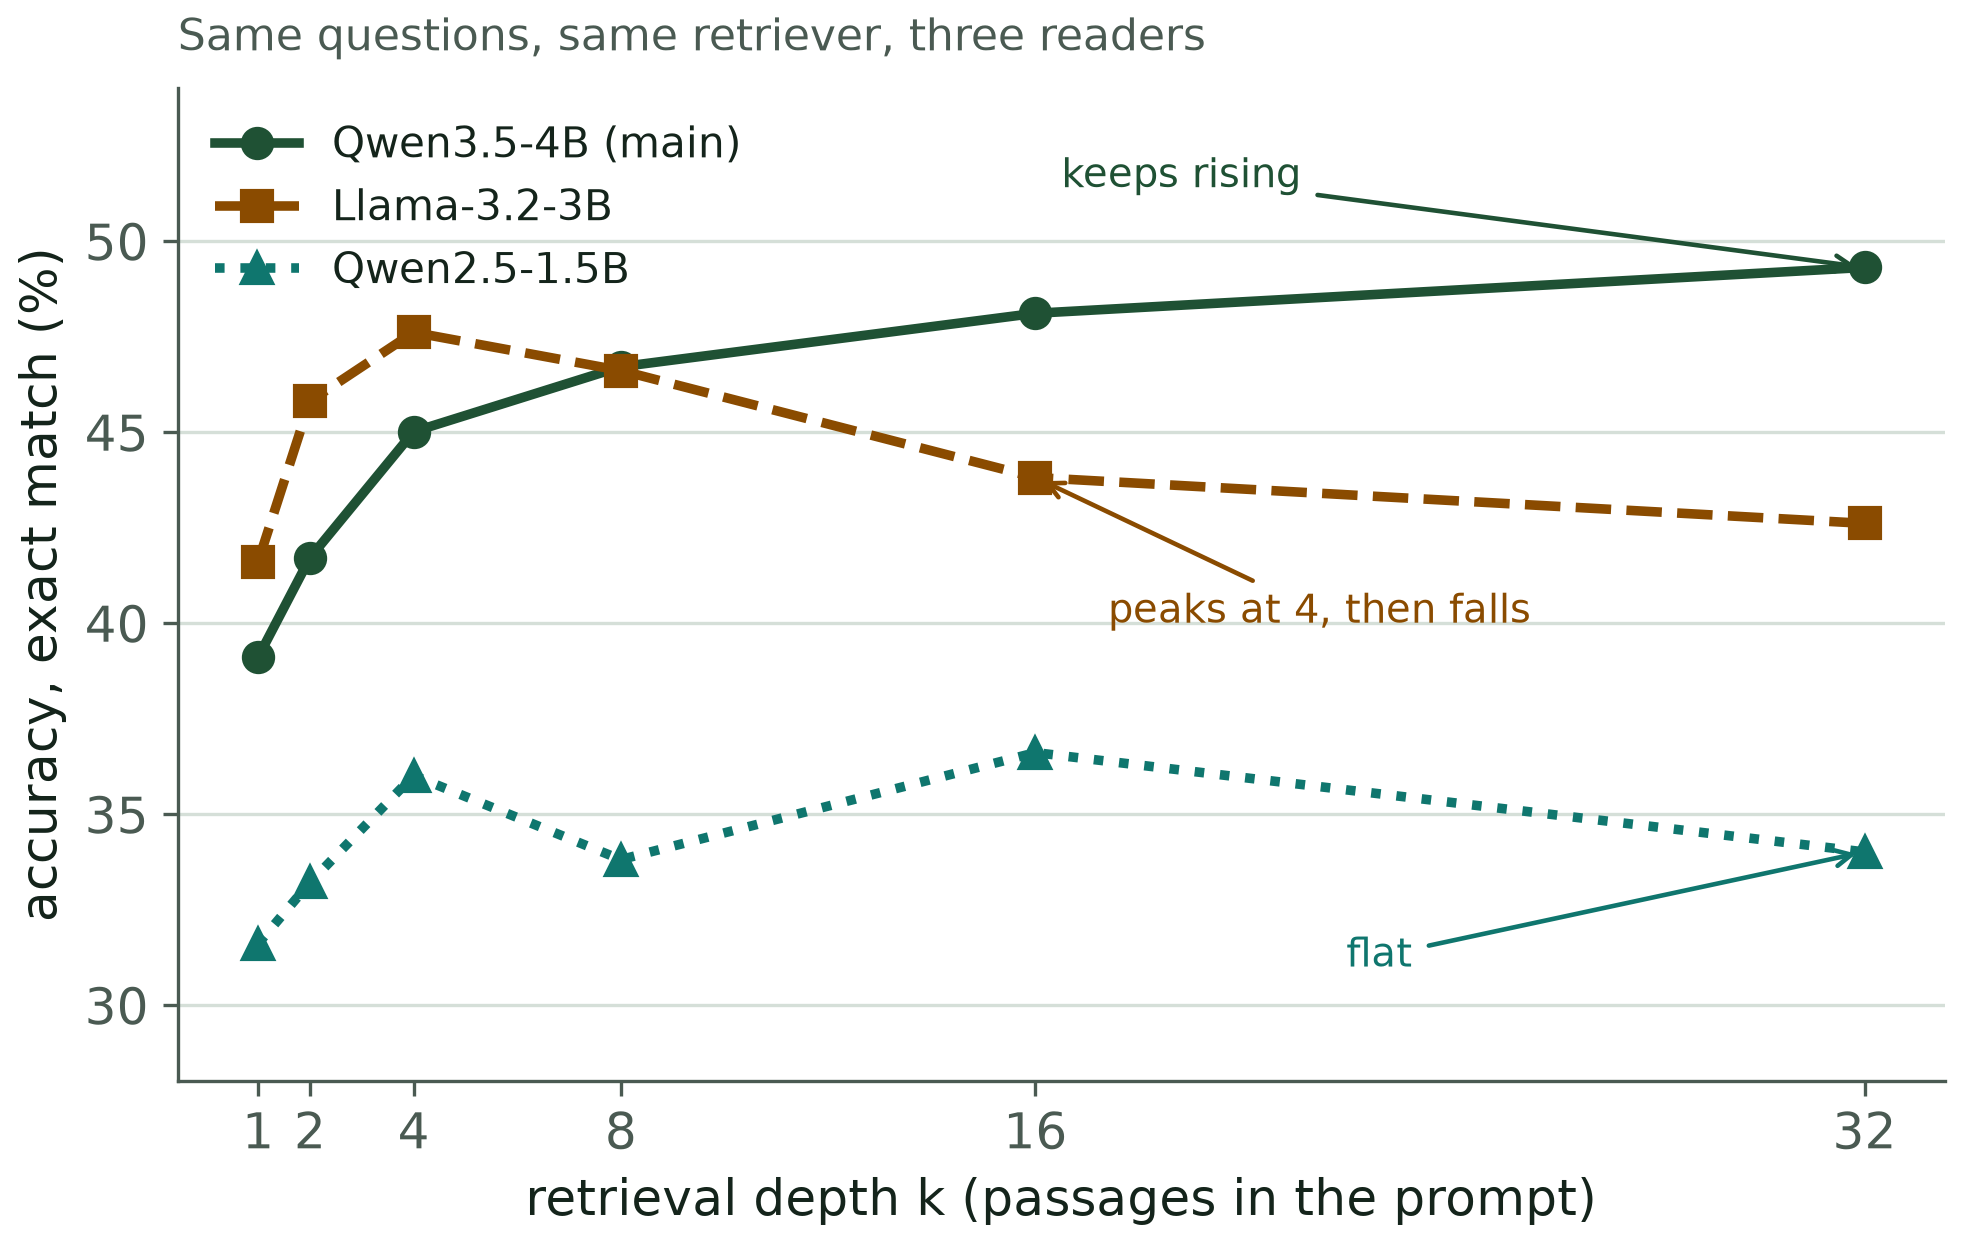 Same questions, same retriever, three readers
Qwen3.5-4B (main)
Llama-3.2-3B
Qwen2.5-1.5B
keeps rising
peaks at 4, then falls
flat
accuracy, exact match (%)
50
45
40
35
30
1 2 4 8 16 32
retrieval depth k (passages in the prompt)